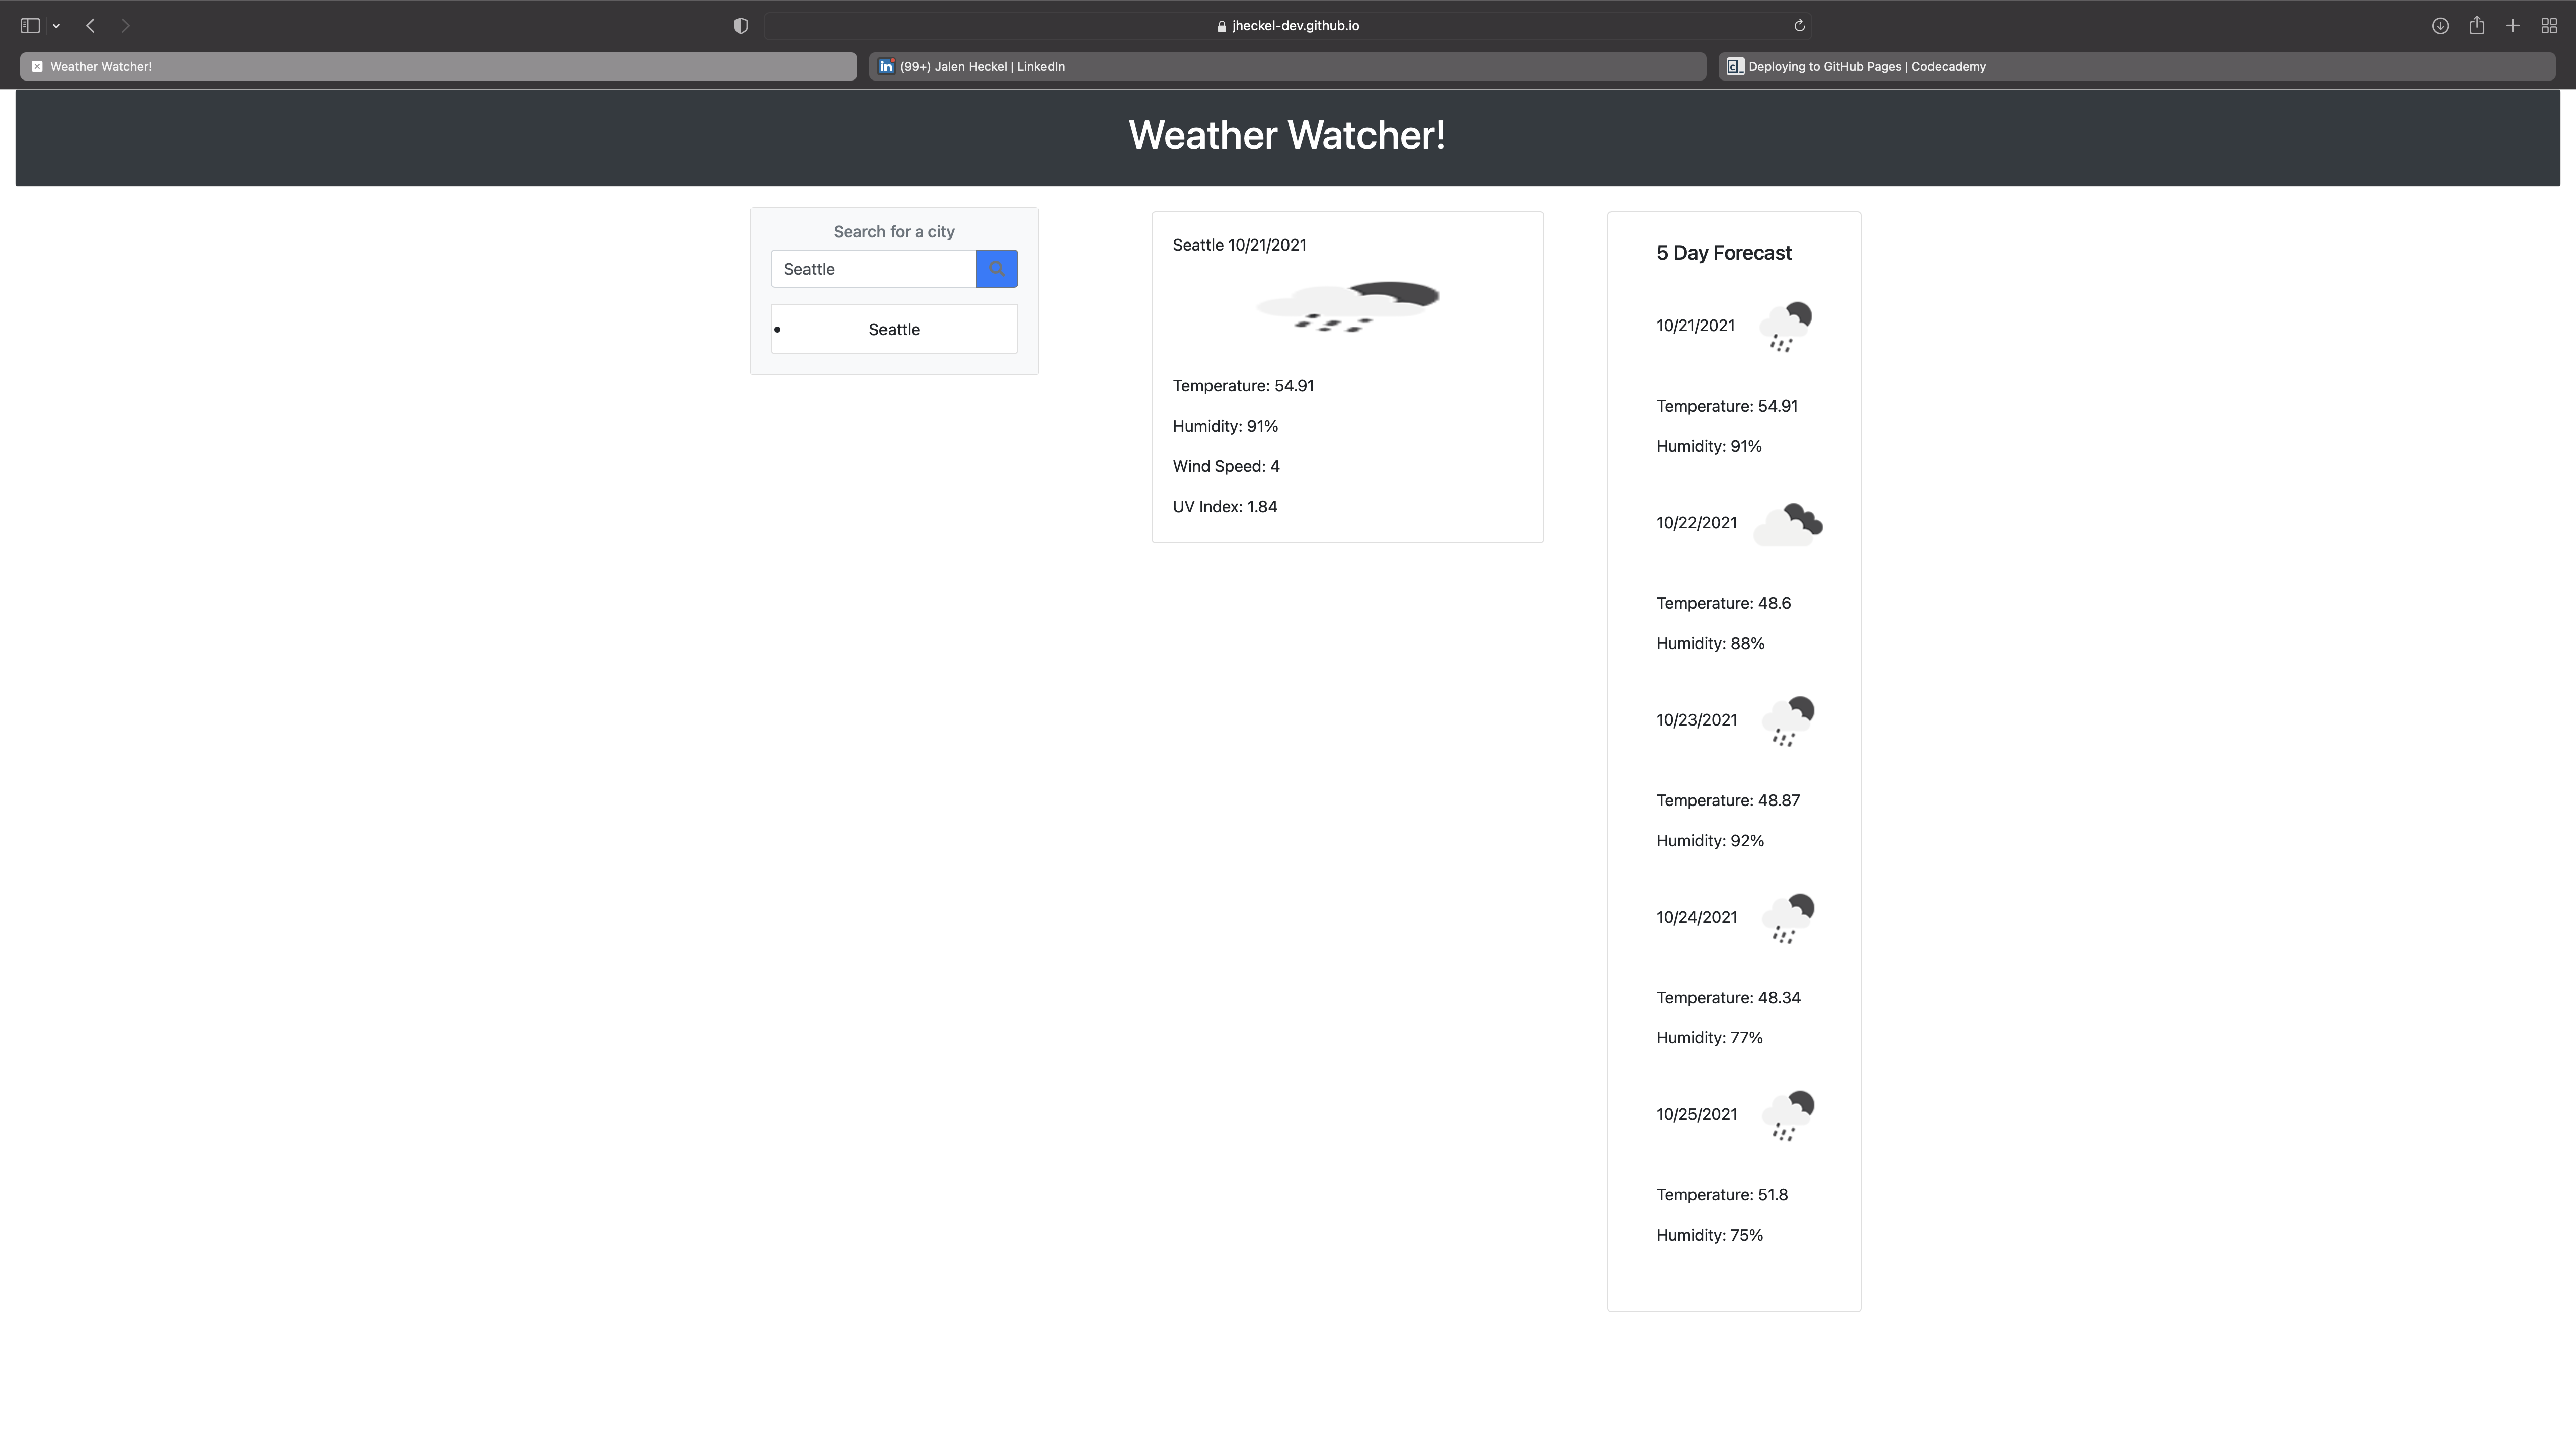 jheckel-dev.github.io
Weather Watcher!
(99+) Jalen Heckel | LinkedIn
Deploying to GitHub Pages | Codecademy
Weather Watcher!
Search for a city
Seattle
Seattle
Seattle 10/21/2021
Temperature: 54.91
Humidity: 91%
Wind Speed: 4
UV Index: 1.84
5 Day Forecast
10/21/2021
Temperature: 54.91
Humidity: 91%
10/22/2021
Temperature: 48.6
Humidity: 88%
10/23/2021
Temperature: 48.87
Humidity: 92%
10/24/2021
Temperature: 48.34
Humidity: 77%
10/25/2021
Temperature: 51.8
Humidity: 75%